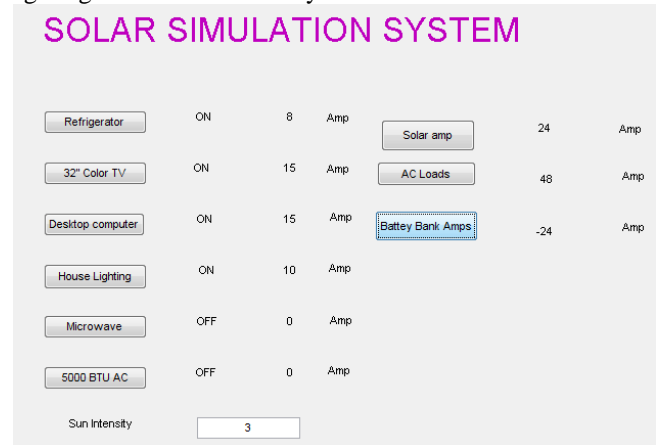 SOLAR SIMULATION SYSTEM
Refrigerator ON 8 Amp Solar amp 24 Amp
32" Color TV ON 15 Amp AC Loads 48 Amp
Desktop computer ON 15 Amp Battey Bank Amps -24 Amp
House Lighting ON 10 Amp
Microwave OFF 0 Amp
5000 BTU AC OFF 0 Amp
Sun Intensity 3